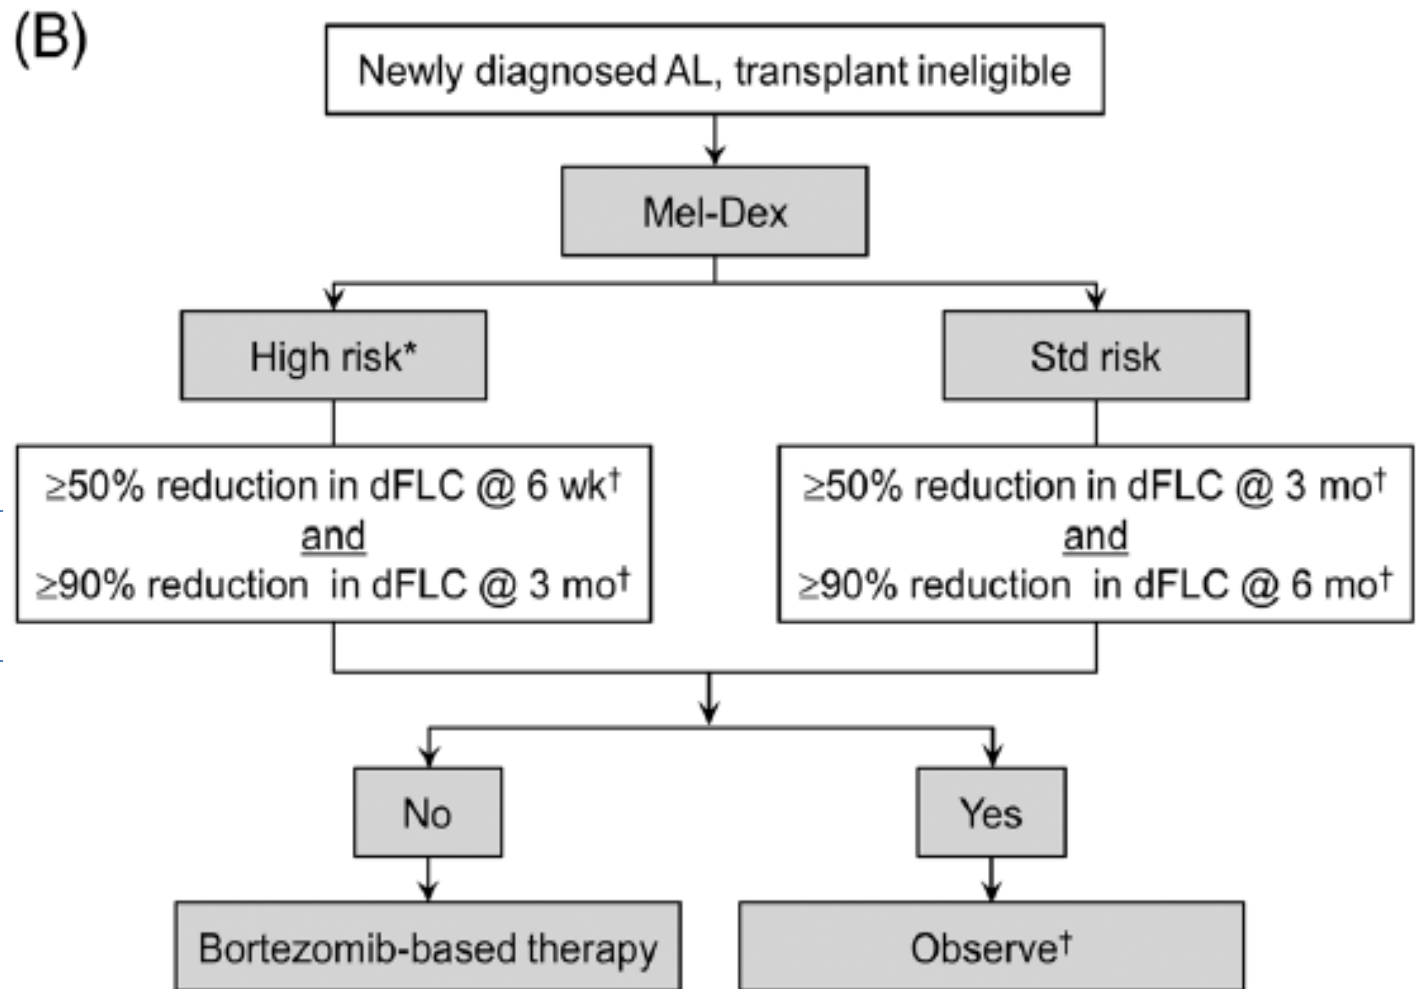 (B)
Newly diagnosed AL, transplant ineligible
Mel-Dex
High risk*
Std risk
≥50% reduction in dFLC @ 6 wk†
and
≥90% reduction in dFLC @ 3 mo†
≥50% reduction in dFLC @ 3 mo†
and
≥90% reduction in dFLC @ 6 mo†
No
Yes
Bortezomib-based therapy
Observe†